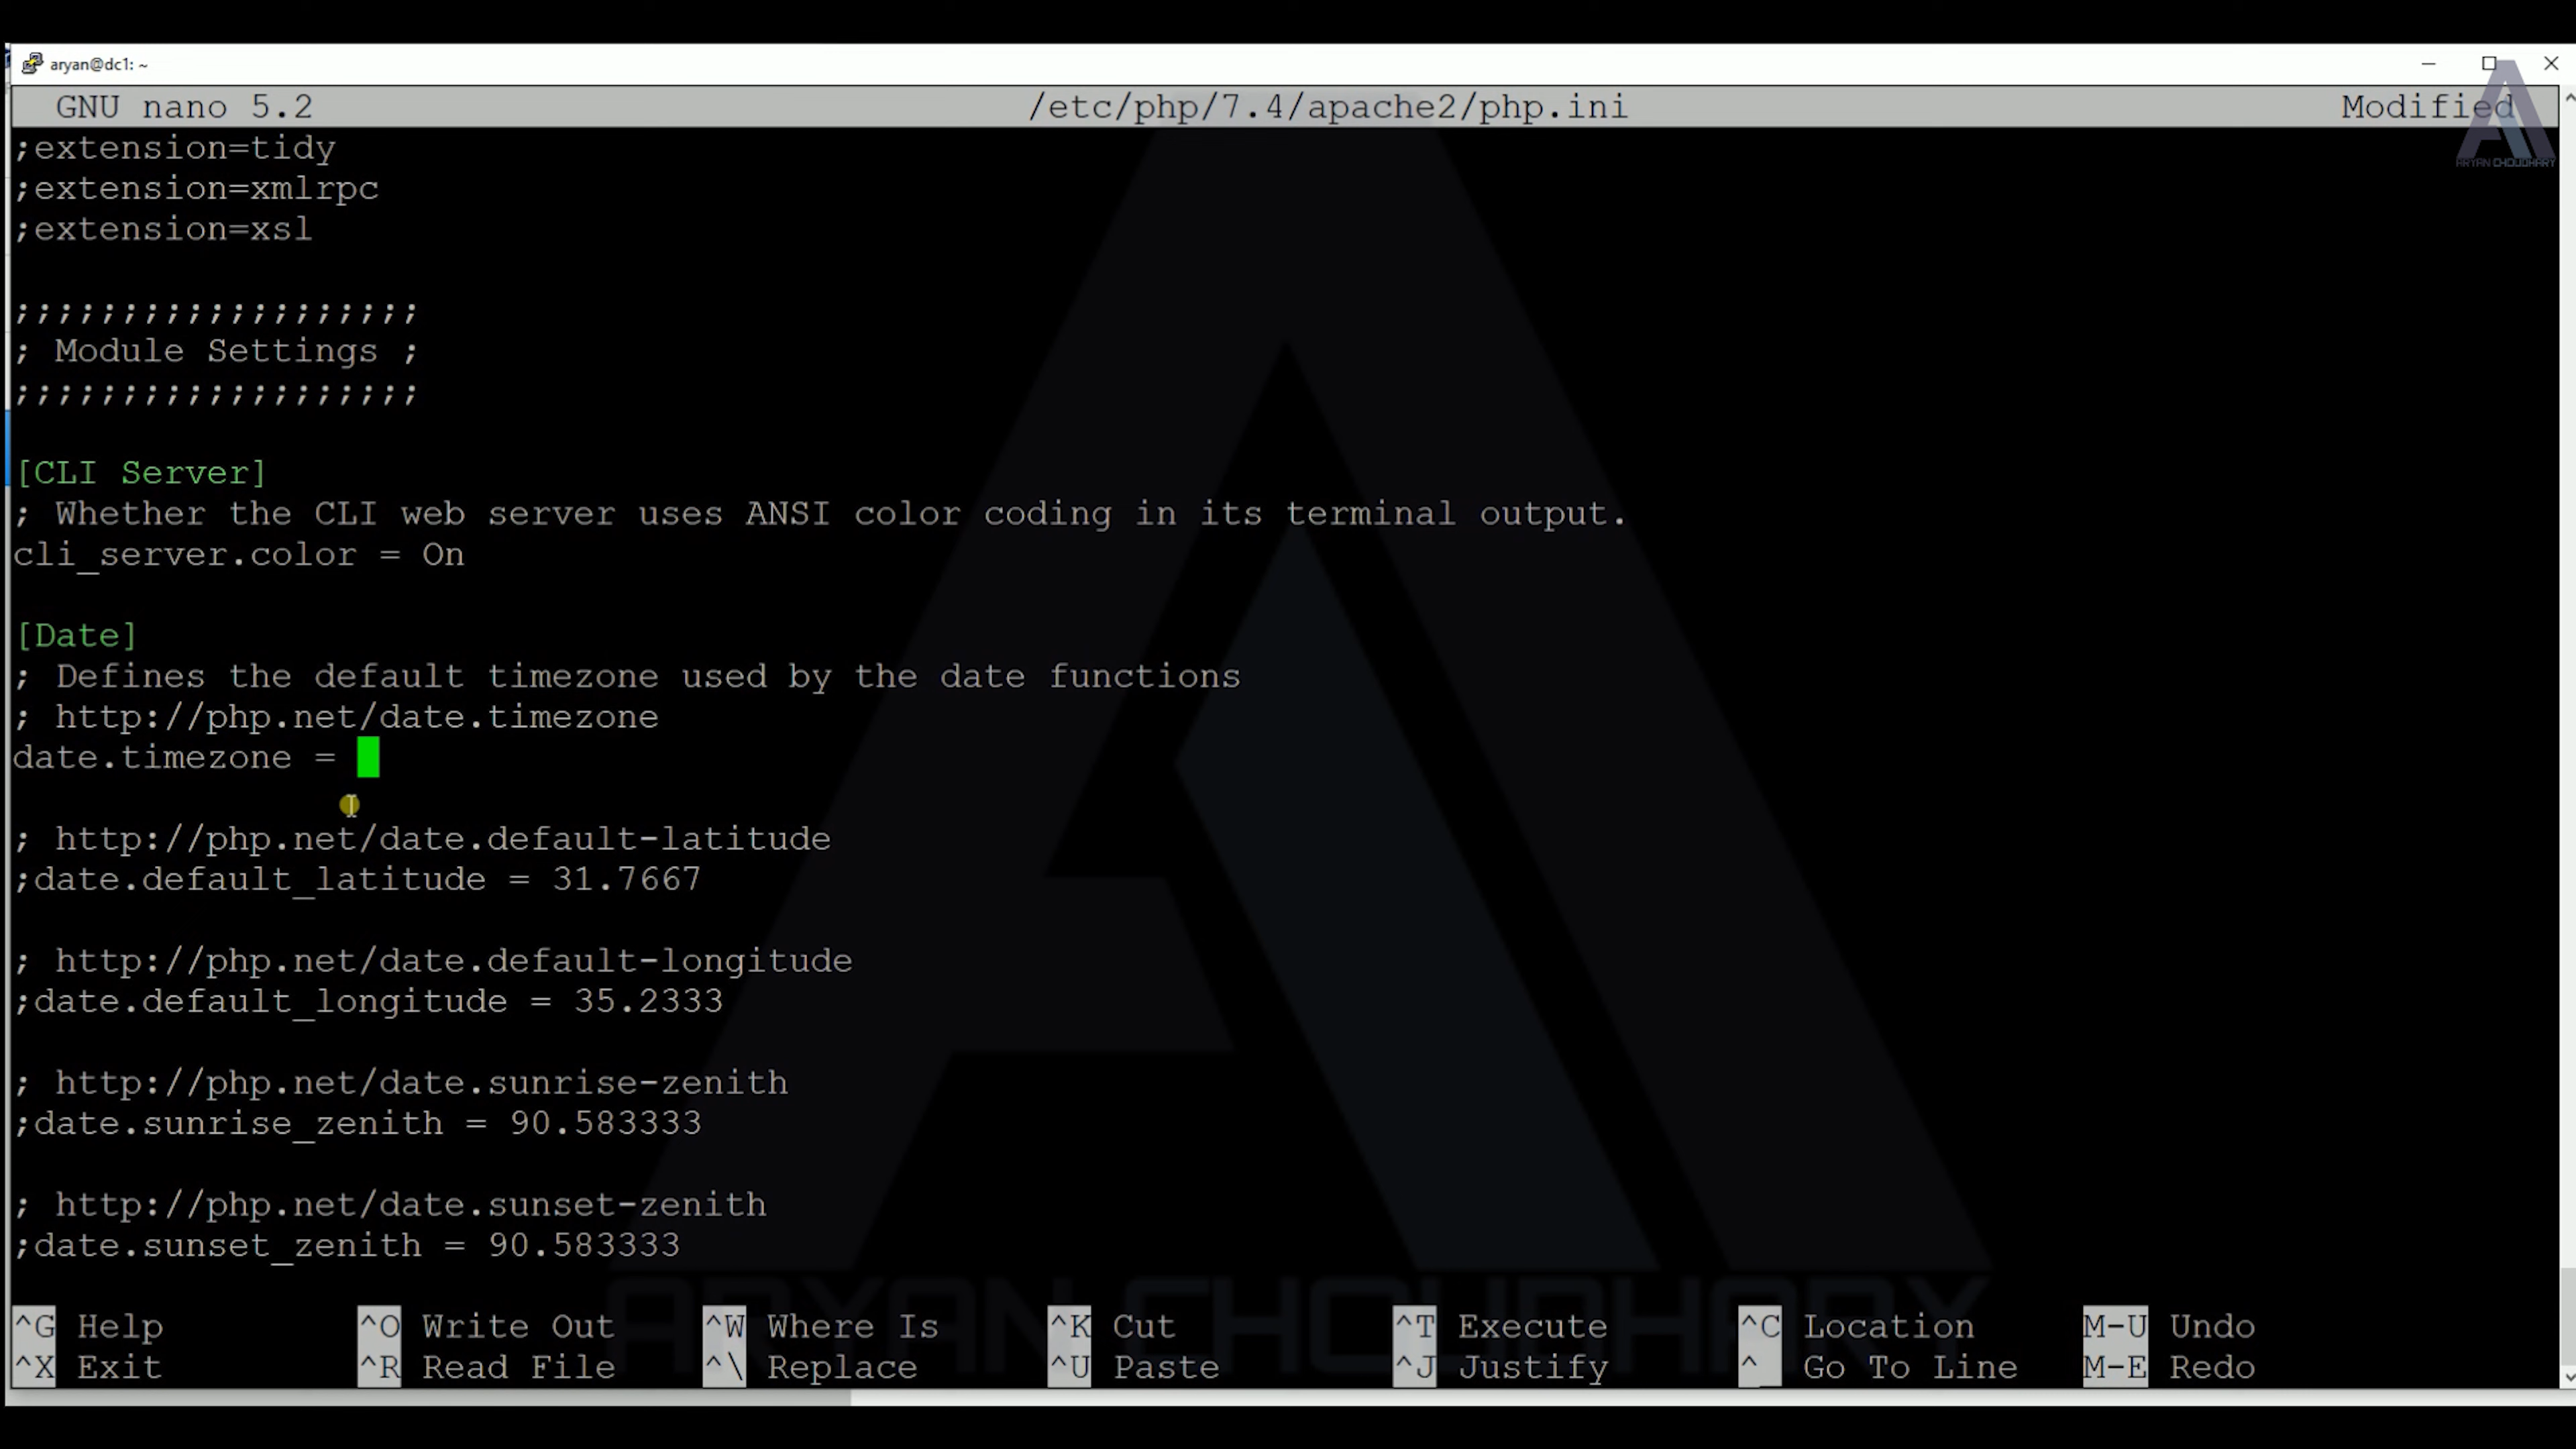 aryan@dc1: ~
GNU nano 5.2 /etc/php/7.4/apache2/php.ini Modified
ARYAN CHOUDHARY
;extension=tidy
;extension=xmlrpc
;extension=xsl
;;;;;;;;;;;;;;;;;;;
; Module Settings ;
;;;;;;;;;;;;;;;;;;;
[CLI Server]
; Whether the CLI web server uses ANSI color coding in its terminal output.
cli_server.color = On
[Date]
; Defines the default timezone used by the date functions
; http://php.net/date.timezone
date.timezone =
; http://php.net/date.default-latitude
;date.default_latitude = 31.7667
; http://php.net/date.default-longitude
;date.default_longitude = 35.2333
; http://php.net/date.sunrise-zenith
;date.sunrise_zenith = 90.583333
; http://php.net/date.sunset-zenith
;date.sunset_zenith = 90.583333
ARYAN CHOUDHARY
^G Help ^O Write Out ^W Where Is ^K Cut ^T Execute ^C Location M-U Undo
^X Exit ^R Read File ^\ Replace ^U Paste ^J Justify ^_ Go To Line M-E Redo